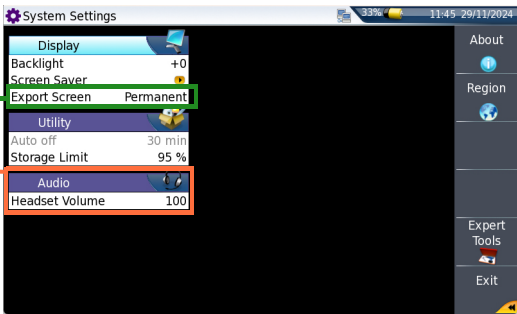 System Settings
33%
11:45 29/11/2024
Display
Backlight +0
Screen Saver
Export Screen Permanent
Utility
Auto off 30 min
Storage Limit 95 %
Audio
Headset Volume 100
About
Region
Expert
Tools
Exit